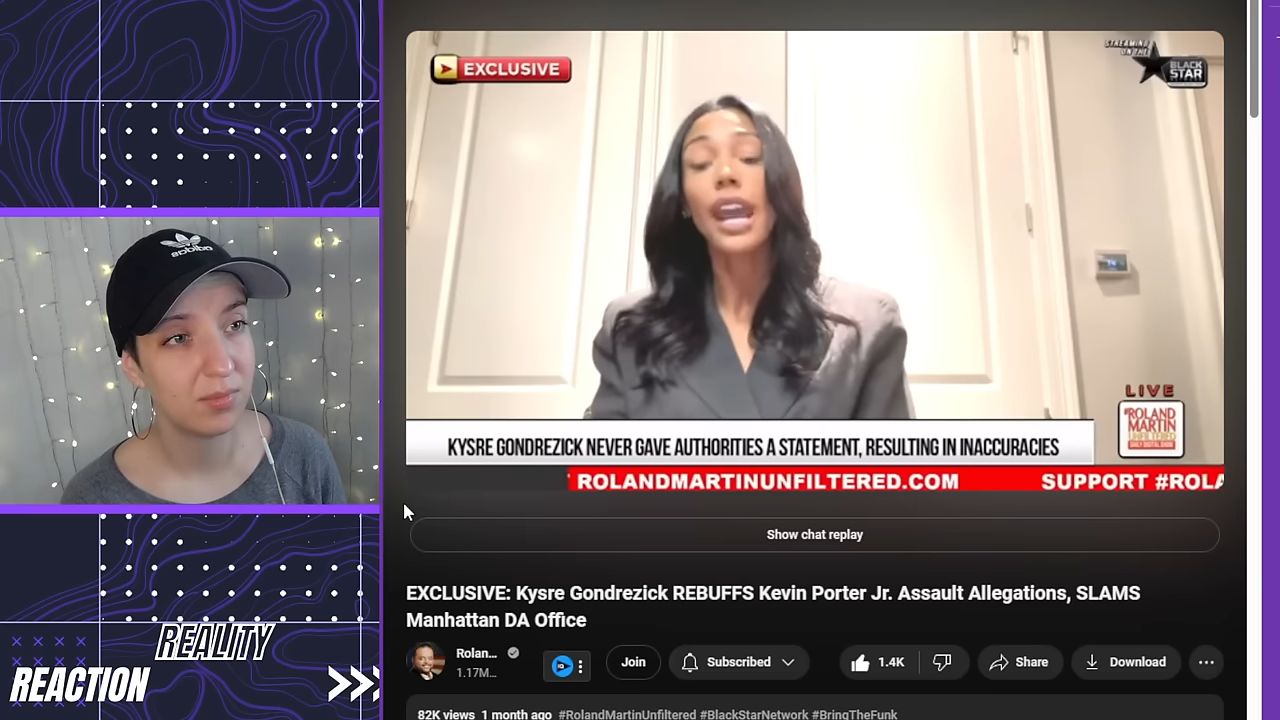 EXCLUSIVE
STREAMING
ON THE
BLACK
STAR
LIVE
#ROLAND
MARTIN
UNFILTERED
DAILY DIGITAL SHOW
KYSRE GONDREZICK NEVER GAVE AUTHORITIES A STATEMENT, RESULTING IN INACCURACIES
ROLANDMARTINUNFILTERED.COM SUPPORT #ROLA
adidas
Show chat replay
EXCLUSIVE: Kysre Gondrezick REBUFFS Kevin Porter Jr. Assault Allegations, SLAMS
Manhattan DA Office
Rolan...
1.17M...
Join
Subscribed
1.4K
Share
Download
82K views 1 month ago #RolandMartinUnfiltered #BlackStarNetwork #BringTheFunk
REALITY
REACTION